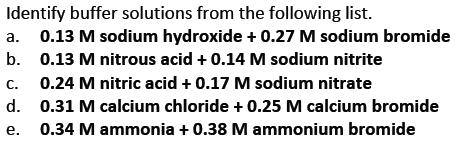 Identify buffer solutions from the following list.
a. 0.13 M sodium hydroxide + 0.27 M sodium bromide
b. 0.13 M nitrous acid + 0.14 M sodium nitrite
c. 0.24 M nitric acid + 0.17 M sodium nitrate
d. 0.31 M calcium chloride + 0.25 M calcium bromide
e. 0.34 M ammonia + 0.38 M ammonium bromide